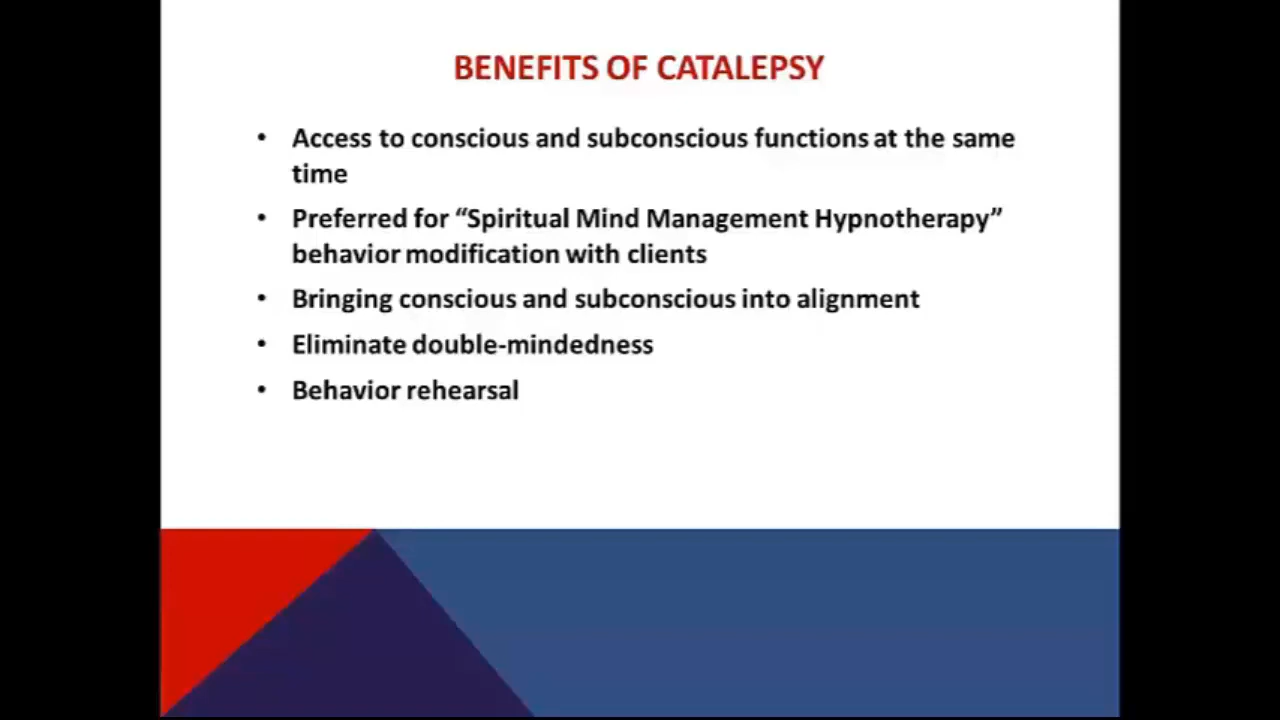 BENEFITS OF CATALEPSY
• Access to conscious and subconscious functions at the same
time
• Preferred for “Spiritual Mind Management Hypnotherapy”
behavior modification with clients
• Bringing conscious and subconscious into alignment
• Eliminate double-mindedness
• Behavior rehearsal